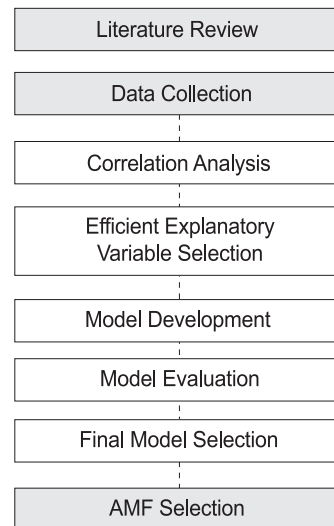 Literature Review
Data Collection
Correlation Analysis
Efficient Explanatory
Variable Selection
Model Development
Model Evaluation
Final Model Selection
AMF Selection